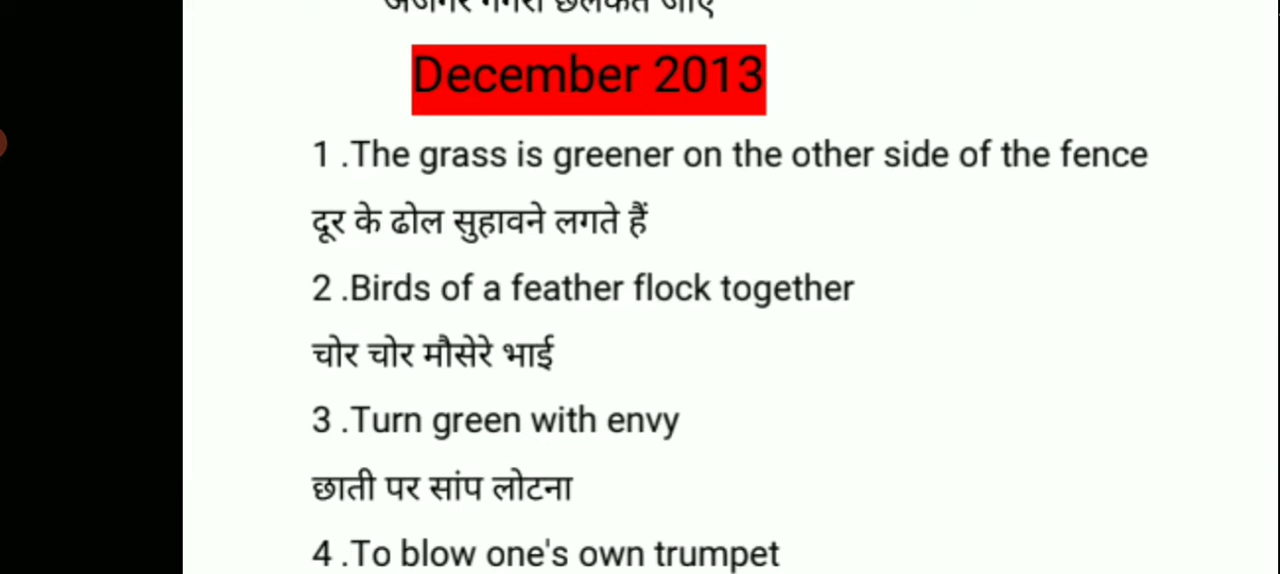 December 2013
1 .The grass is greener on the other side of the fence
दूर के ढोल सुहावने लगते हैं
2 .Birds of a feather flock together
चोर चोर मौसेरे भाई
3 .Turn green with envy
छाती पर सांप लोटना
4 .To blow one's own trumpet